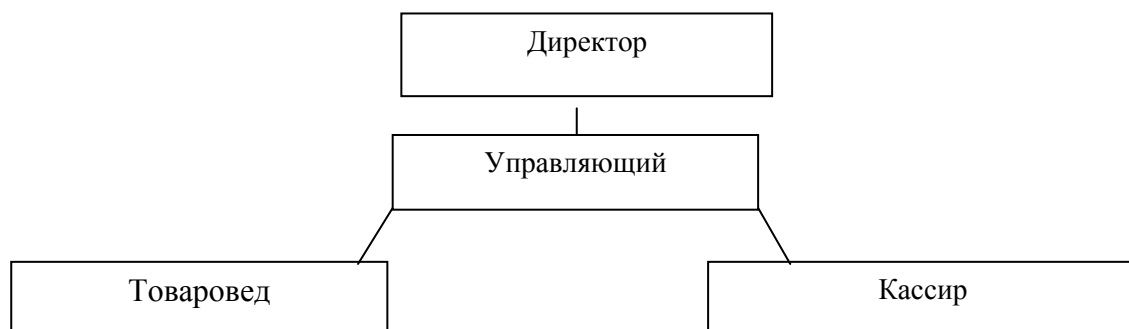 Директор
Управляющий
Товаровед
Кассир